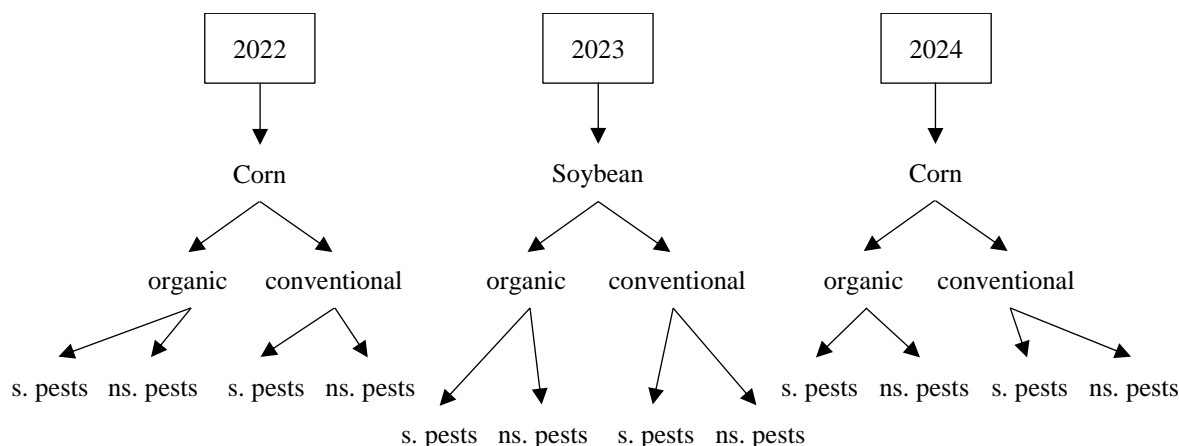 2022 2023 2024
Corn Soybean Corn
organic conventional organic conventional organic conventional
s. pests ns. pests s. pests ns. pests s. pests ns. pests s. pests ns. pests
s. pests ns. pests s. pests ns. pests